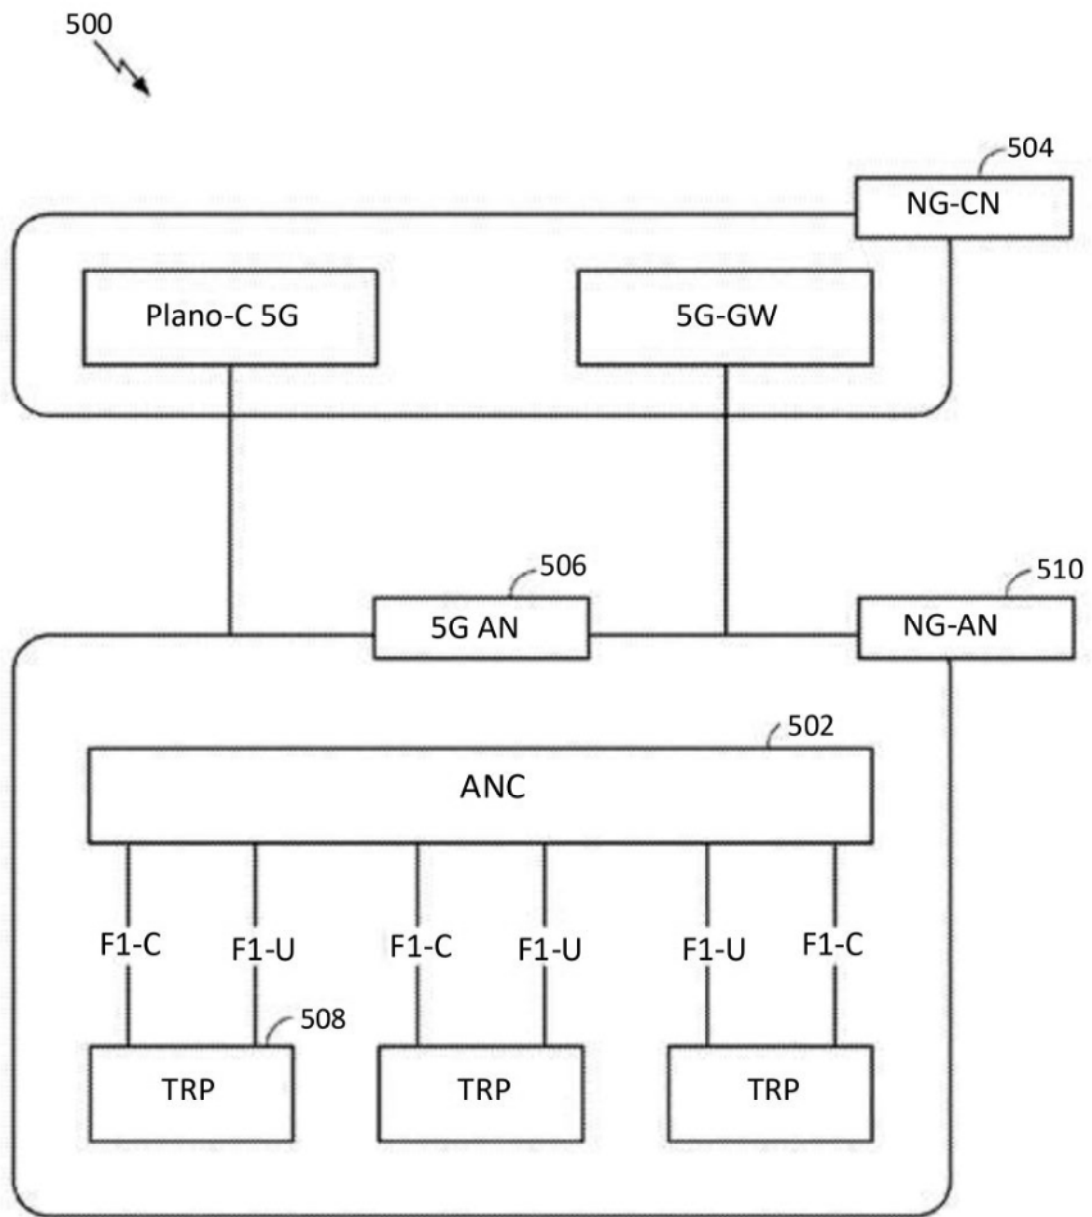 500
504
NG-CN
Plano-C 5G
5G-GW
506
510
5G AN
NG-AN
502
ANC
F1-C
F1-U
F1-C
F1-U
F1-U
F1-C
508
TRP
TRP
TRP